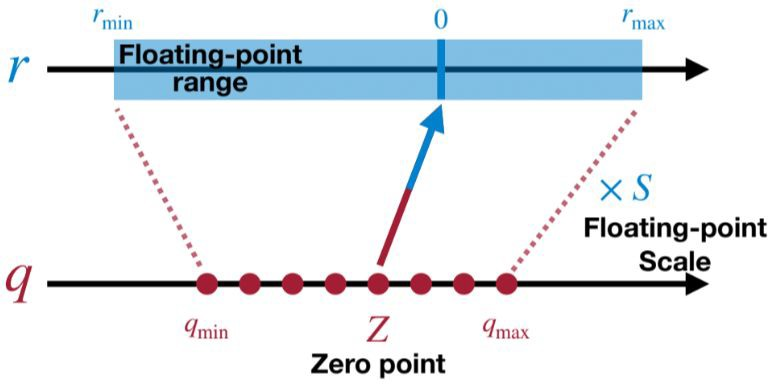 r_min 0 r_max
r
Floating-point
range
× S
Floating-point
Scale
q
q_min Z q_max
Zero point